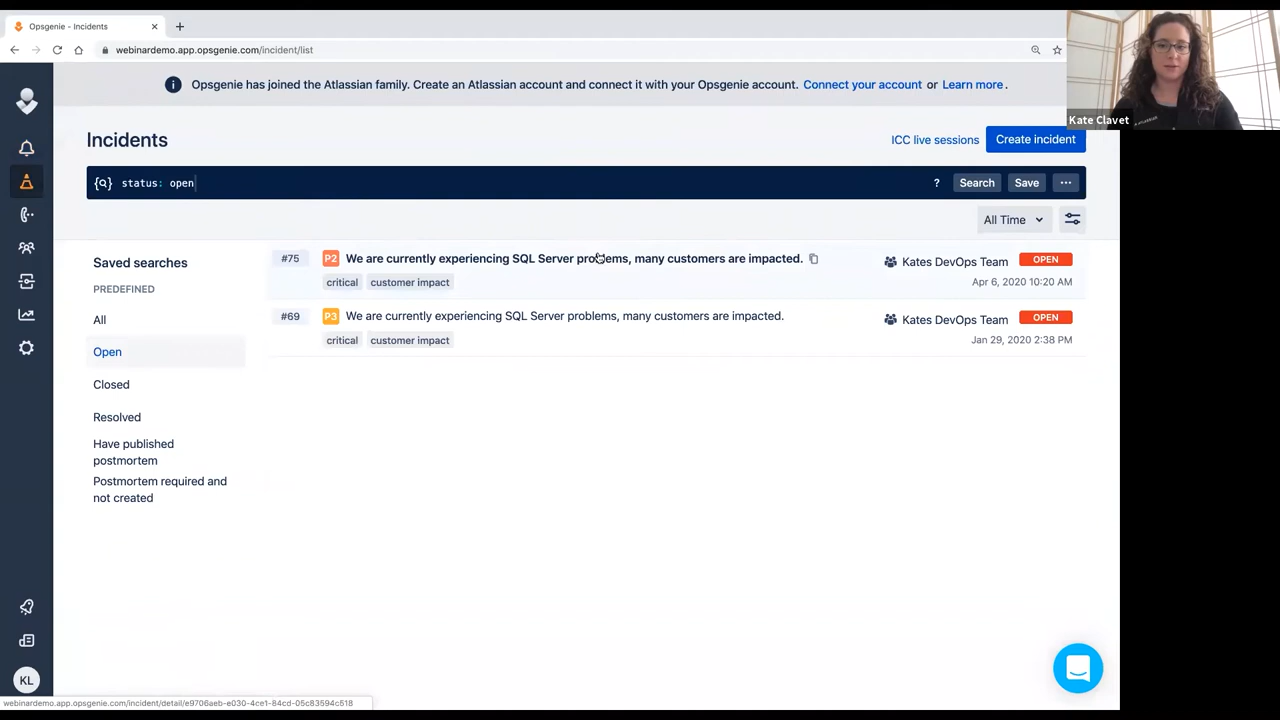 Opsgenie - Incidents
webinardemo.app.opsgenie.com/incident/list
Kate Clavet
Opsgenie has joined the Atlassian family. Create an Atlassian account and connect it with your Opsgenie account. Connect your account or Learn more.
Incidents
ICC live sessions
Create incident
status: open
?
Search
Save
All Time
Saved searches
PREDEFINED
All
Open
Closed
Resolved
Have published
postmortem
Postmortem required and
not created
#75 P2 We are currently experiencing SQL Server problems, many customers are impacted. Kates DevOps Team OPEN
critical customer impact Apr 6, 2020 10:20 AM
#69 P3 We are currently experiencing SQL Server problems, many customers are impacted. Kates DevOps Team OPEN
critical customer impact Jan 29, 2020 2:38 PM
KL
webinardemo.app.opsgenie.com/incident/detail/e9706aeb-e030-4ce1-84cd-05c83594c518